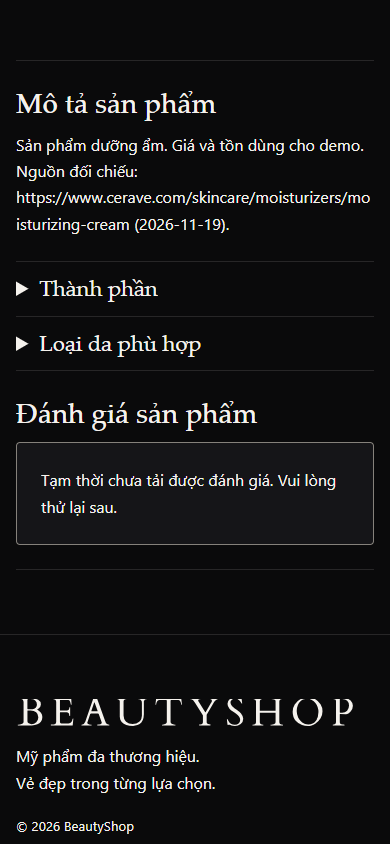 Mô tả sản phẩm
Sản phẩm dưỡng ẩm. Giá và tồn dùng cho demo.
Nguồn đối chiếu:
https://www.cerave.com/skincare/moisturizers/mo
isturizing-cream (2026-11-19).
Thành phần
Loại da phù hợp
Đánh giá sản phẩm
Tạm thời chưa tải được đánh giá. Vui lòng
thử lại sau.
BEAUTYSHOP
Mỹ phẩm đa thương hiệu.
Vẻ đẹp trong từng lựa chọn.
© 2026 BeautyShop